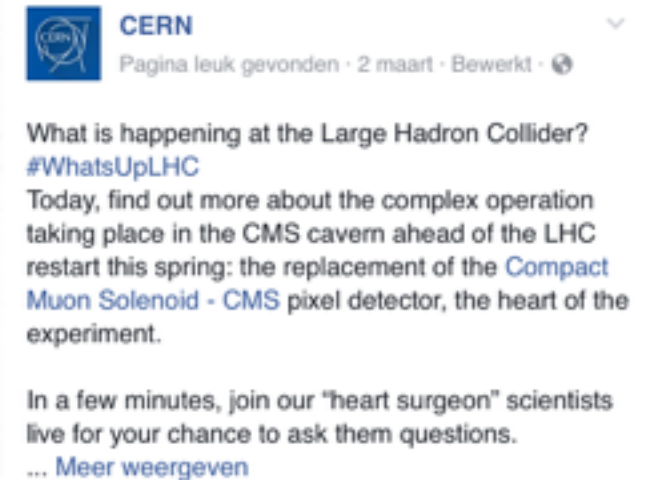 CERN
CERN
Pagina leuk gevonden · 2 maart · Bewerkt ·
What is happening at the Large Hadron Collider?
#WhatsUpLHC
Today, find out more about the complex operation
taking place in the CMS cavern ahead of the LHC
restart this spring: the replacement of the Compact
Muon Solenoid - CMS pixel detector, the heart of the
experiment.
In a few minutes, join our “heart surgeon” scientists
live for your chance to ask them questions.
... Meer weergeven